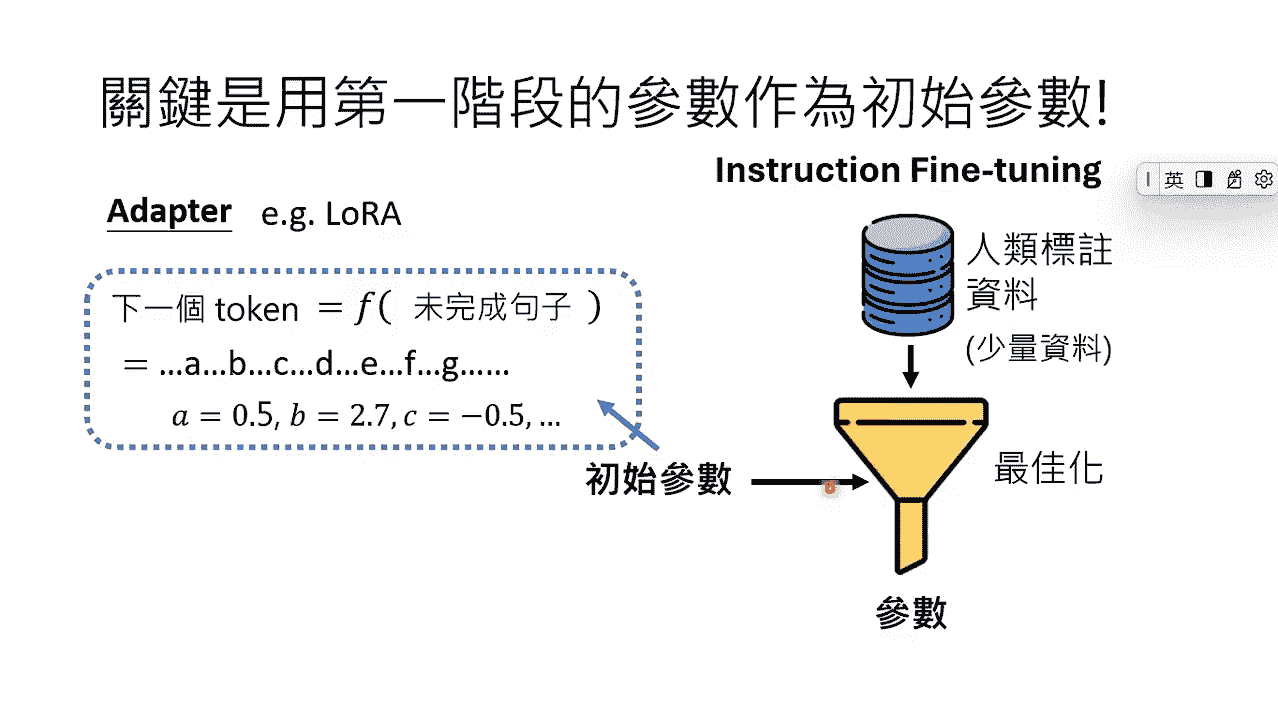 關鍵是用第一階段的參數作為初始參數!
Instruction Fine-tuning
英
Adapter e.g. LoRA
人類標註
資料
(少量資料)
下一個 token = f( 未完成句子 )
= …a…b…c…d…e…f…g……
a = 0.5, b = 2.7, c = −0.5, …
初始參數
最佳化
參數